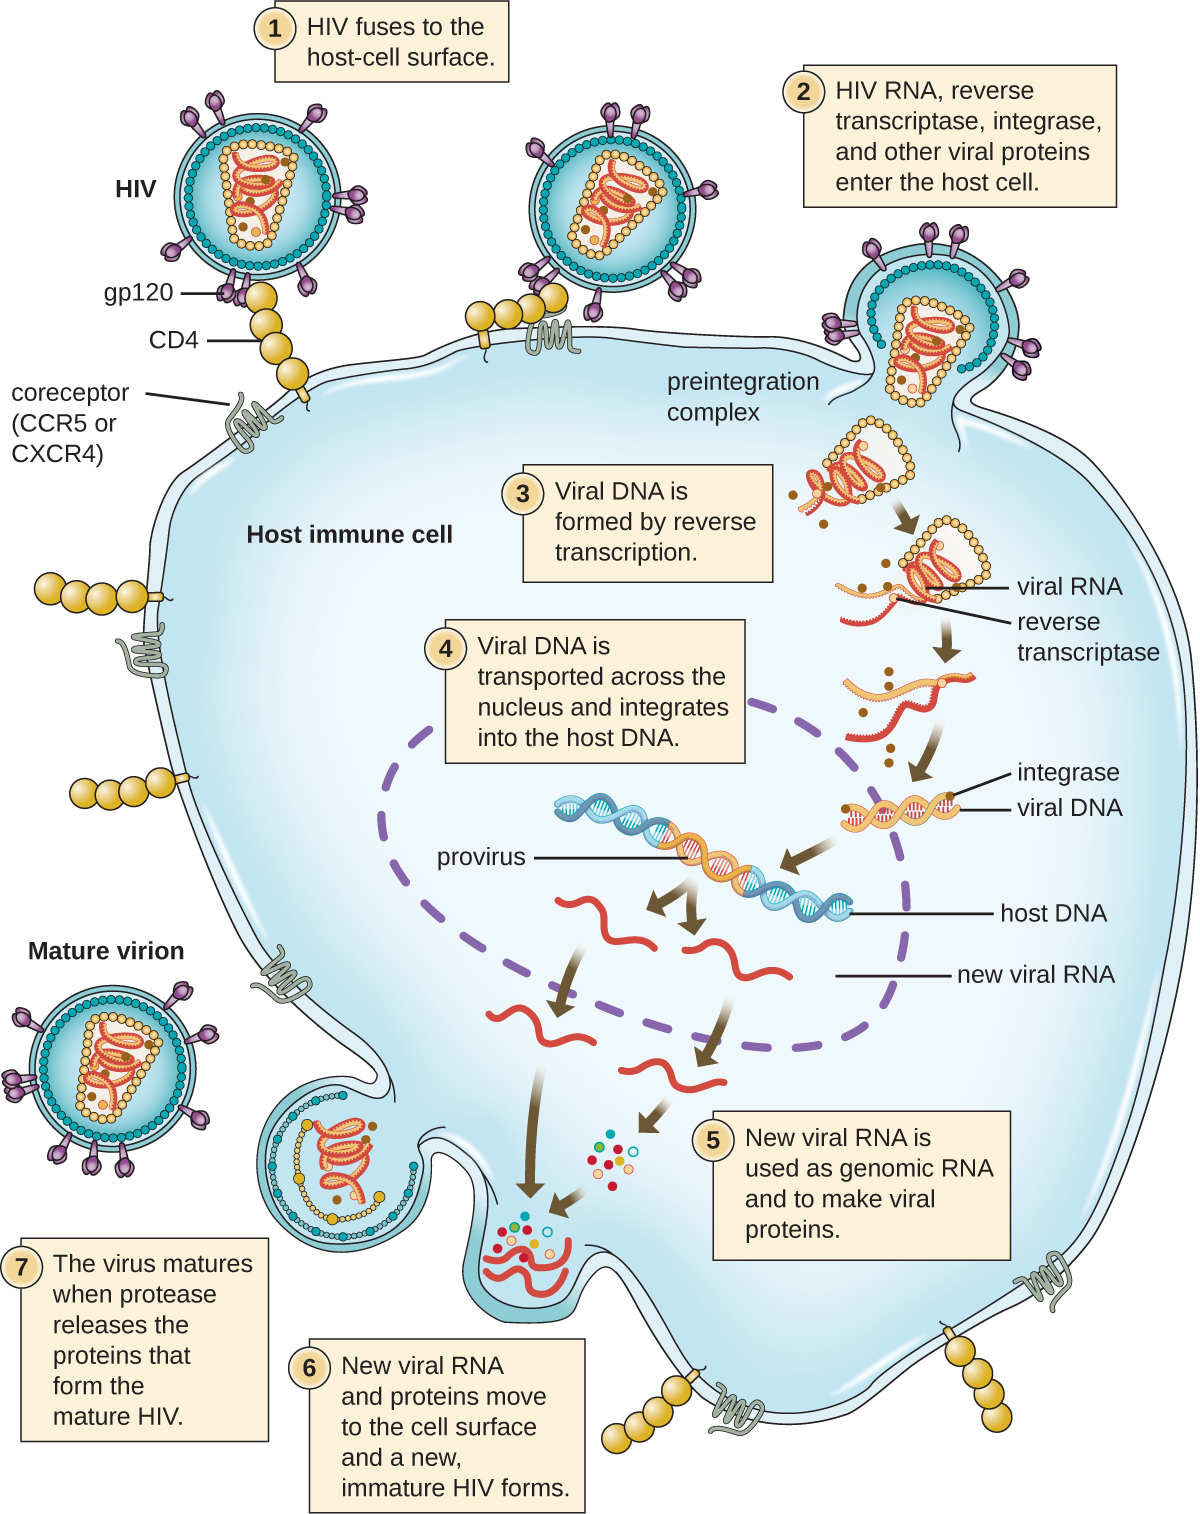 1
HIV fuses to the
host-cell surface.
2
HIV RNA, reverse
transcriptase, integrase,
and other viral proteins
enter the host cell.
HIV
gp120
CD4
coreceptor
(CCR5 or
CXCR4)
preintegration
complex
3
Viral DNA is
formed by reverse
transcription.
Host immune cell
viral RNA
reverse
transcriptase
4
Viral DNA is
transported across the
nucleus and integrates
into the host DNA.
integrase
viral DNA
provirus
host DNA
new viral RNA
Mature virion
5
New viral RNA is
used as genomic RNA
and to make viral
proteins.
7
The virus matures
when protease
releases the
proteins that
form the
mature HIV.
6
New viral RNA
and proteins move
to the cell surface
and a new,
immature HIV forms.